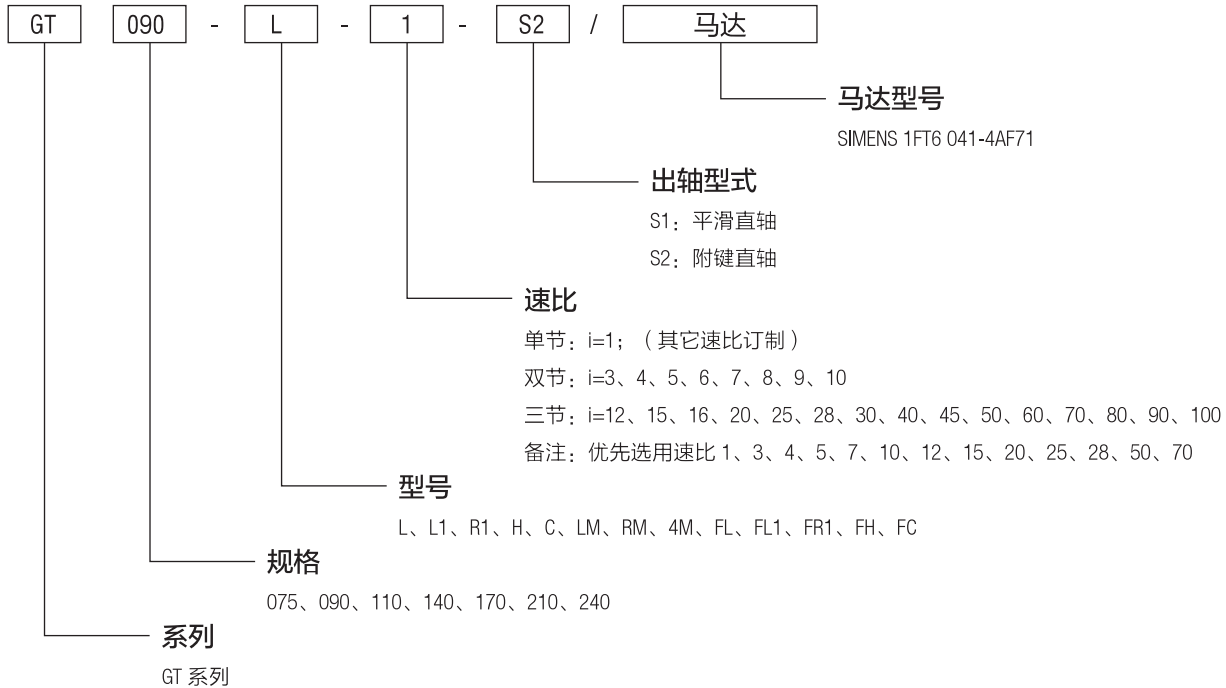 GT 090 - L - 1 - S2 / 马达
马达型号
SIMENS 1FT6 041-4AF71
出轴型式
S1：平滑直轴
S2：附键直轴
速比
单节：i=1；（其它速比订制）
双节：i=3、4、5、6、7、8、9、10
三节：i=12、15、16、20、25、28、30、40、45、50、60、70、80、90、100
备注：优先选用速比 1、3、4、5、7、10、12、15、20、25、28、50、70
型号
L、L1、R1、H、C、LM、RM、4M、FL、FL1、FR1、FH、FC
规格
075、090、110、140、170、210、240
系列
GT 系列